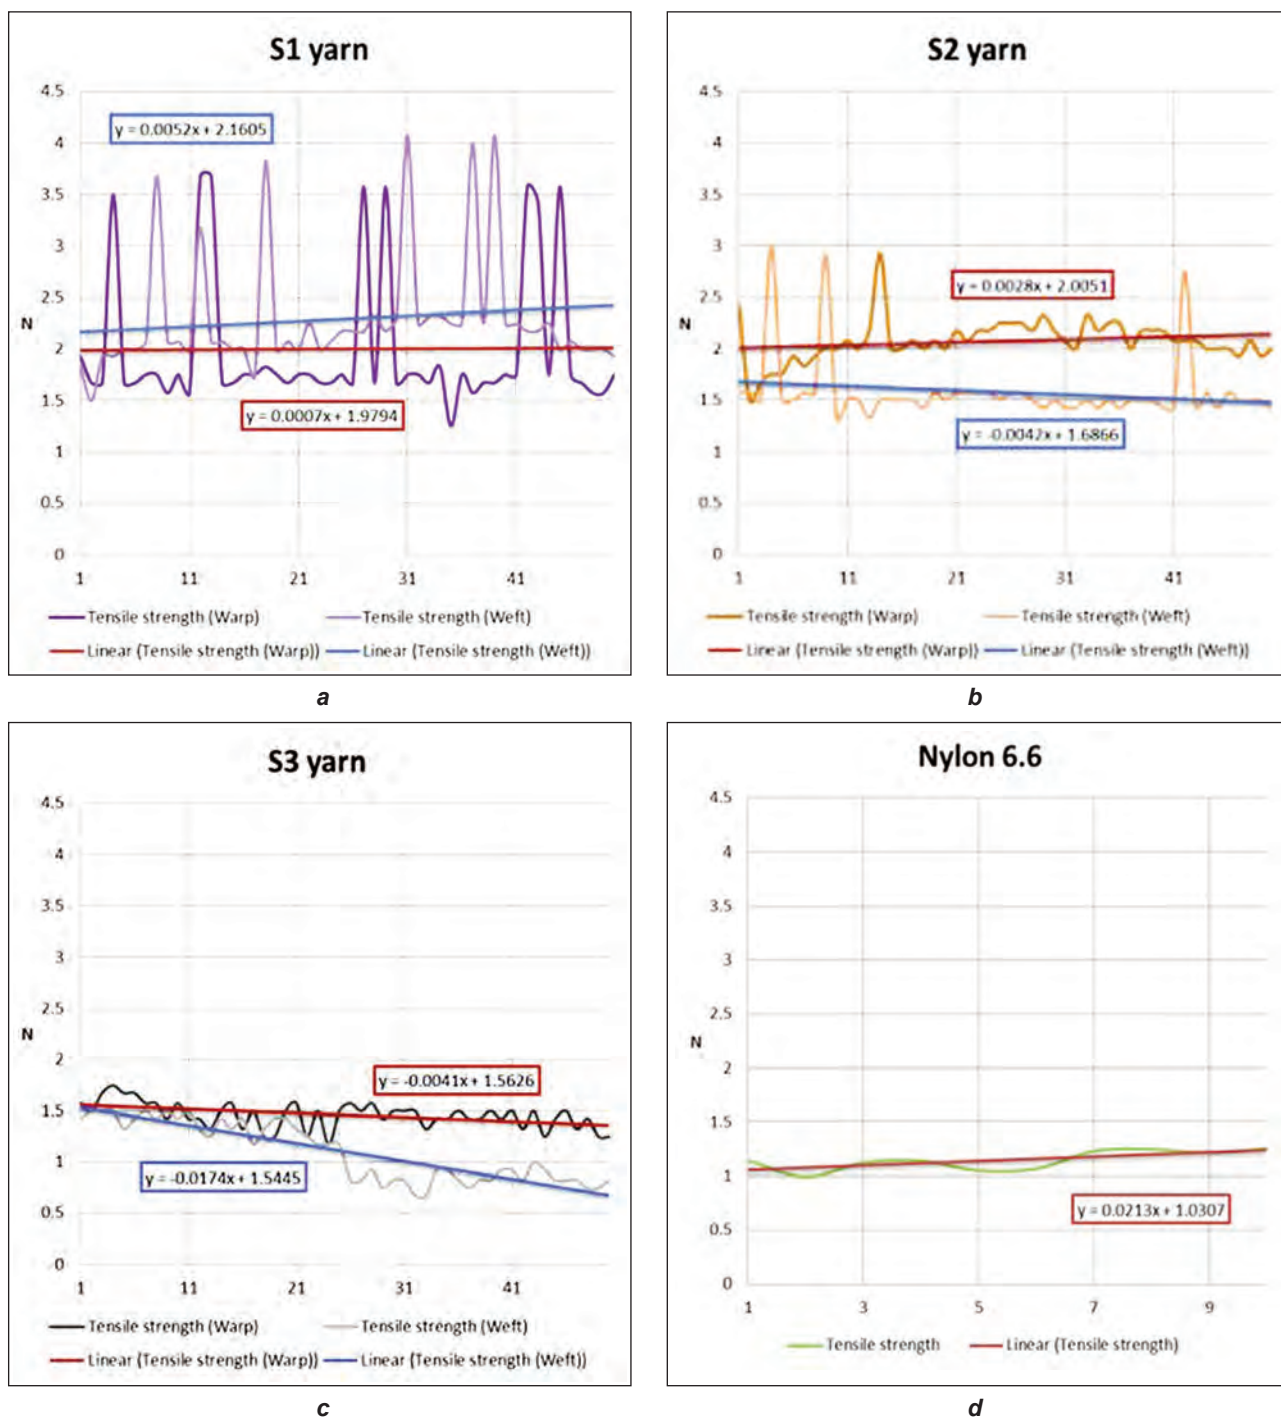 S1 yarn
4.5
4
3.5
3
2.5
2
1.5
1
0.5
0
N
y = 0.0052x + 2.1605
y = 0.0007x + 1.9794
1 11 21 31 41
Tensile strength (Warp) Tensile strength (Weft)
Linear (Tensile strength (Warp)) Linear (Tensile strength (Weft))
a
S2 yarn
4.5
4
3.5
3
2.5
2
1.5
1
0.5
0
N
y = 0.0028x + 2.0051
y = -0.0042x + 1.6866
1 11 21 31 41
Tensile strength (Warp) Tensile strength (Weft)
Linear (Tensile strength (Warp)) Linear (Tensile strength (Weft))
b
S3 yarn
4.5
4
3.5
3
2.5
2
1.5
1
0.5
0
N
y = -0.0041x + 1.5626
y = -0.0174x + 1.5445
1 11 21 31 41
Tensile strength (Warp) Tensile strength (Weft)
Linear (Tensile strength (Warp)) Linear (Tensile strength (Weft))
c
Nylon 6.6
4.5
4
3.5
3
2.5
2
1.5
1
0.5
0
N
y = 0.0213x + 1.0307
1 3 5 7 9
Tensile strength Linear (Tensile strength)
d